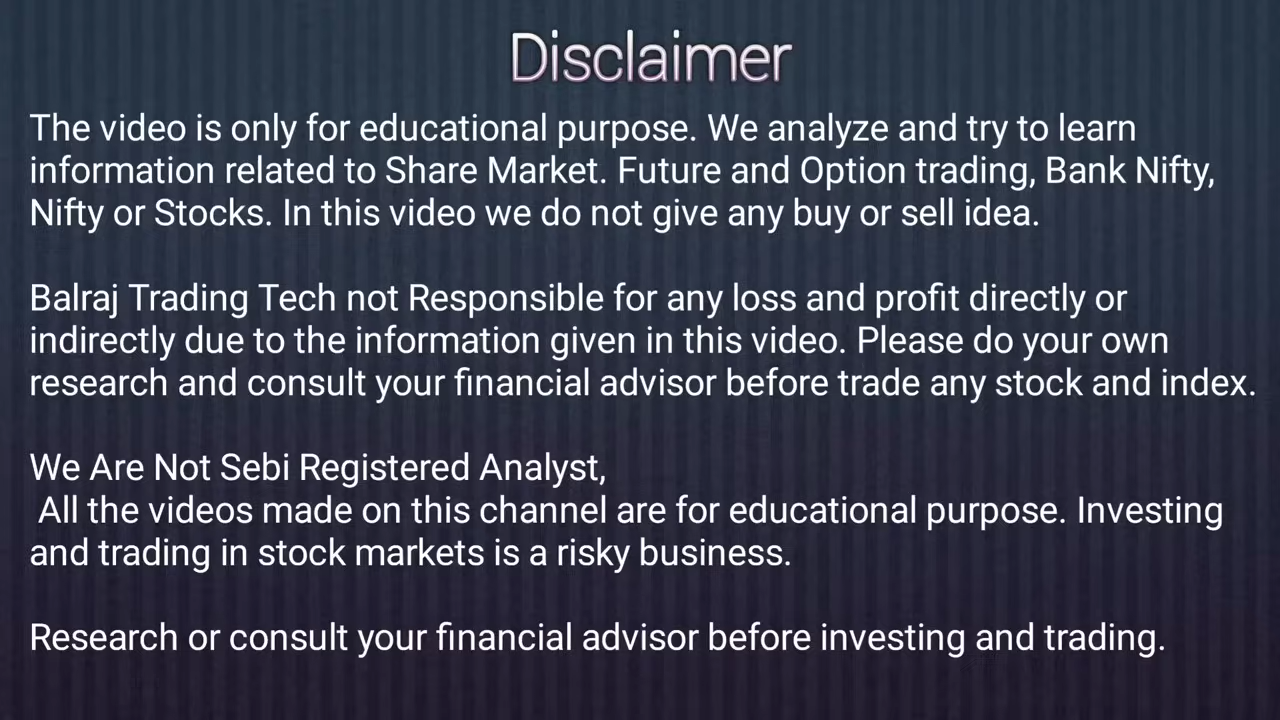 Disclaimer
The video is only for educational purpose. We analyze and try to learn
information related to Share Market. Future and Option trading, Bank Nifty,
Nifty or Stocks. In this video we do not give any buy or sell idea.
Balraj Trading Tech not Responsible for any loss and profit directly or
indirectly due to the information given in this video. Please do your own
research and consult your financial advisor before trade any stock and index.
We Are Not Sebi Registered Analyst,
All the videos made on this channel are for educational purpose. Investing
and trading in stock markets is a risky business.
Research or consult your financial advisor before investing and trading.